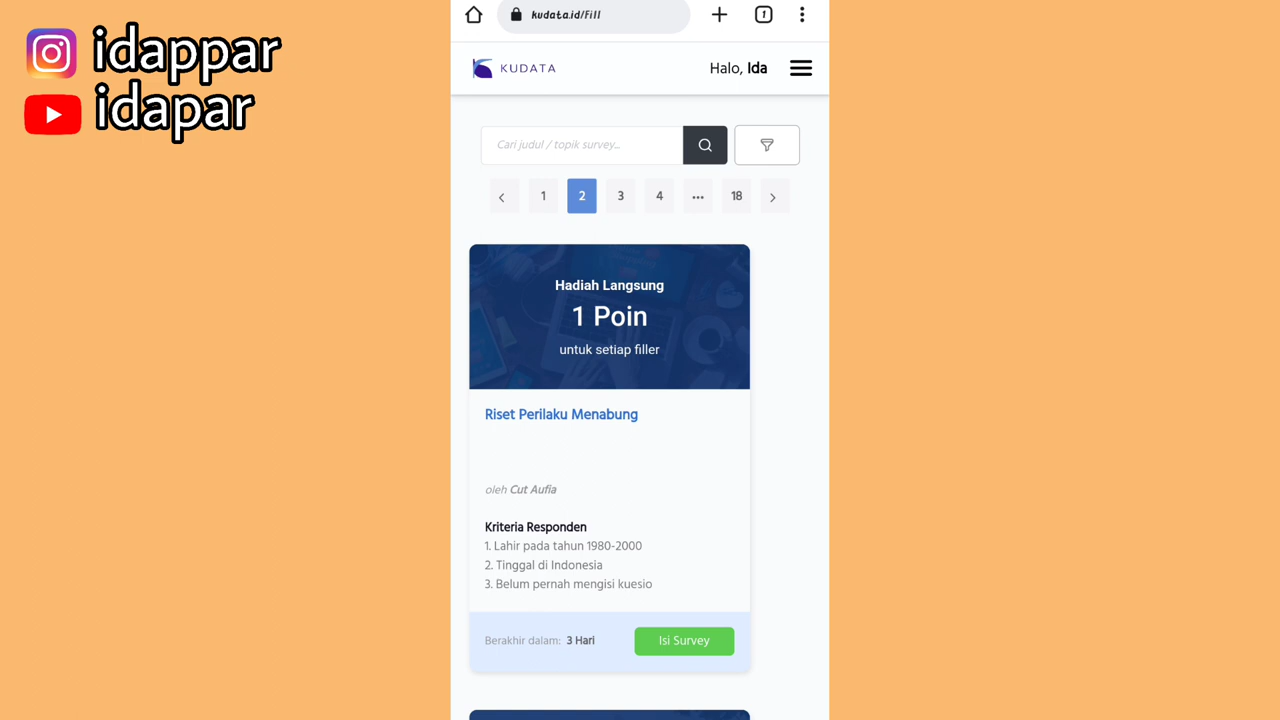 idappar
idapar
kudata.id/Fill
1
KUDATA
Halo, Ida
Cari judul / topik survey...
1 2 3 4 ... 18
Hadiah Langsung
1 Poin
untuk setiap filler
Riset Perilaku Menabung
oleh Cut Aufia
Kriteria Responden
1. Lahir pada tahun 1980-2000
2. Tinggal di Indonesia
3. Belum pernah mengisi kuesio
Berakhir dalam: 3 Hari
Isi Survey